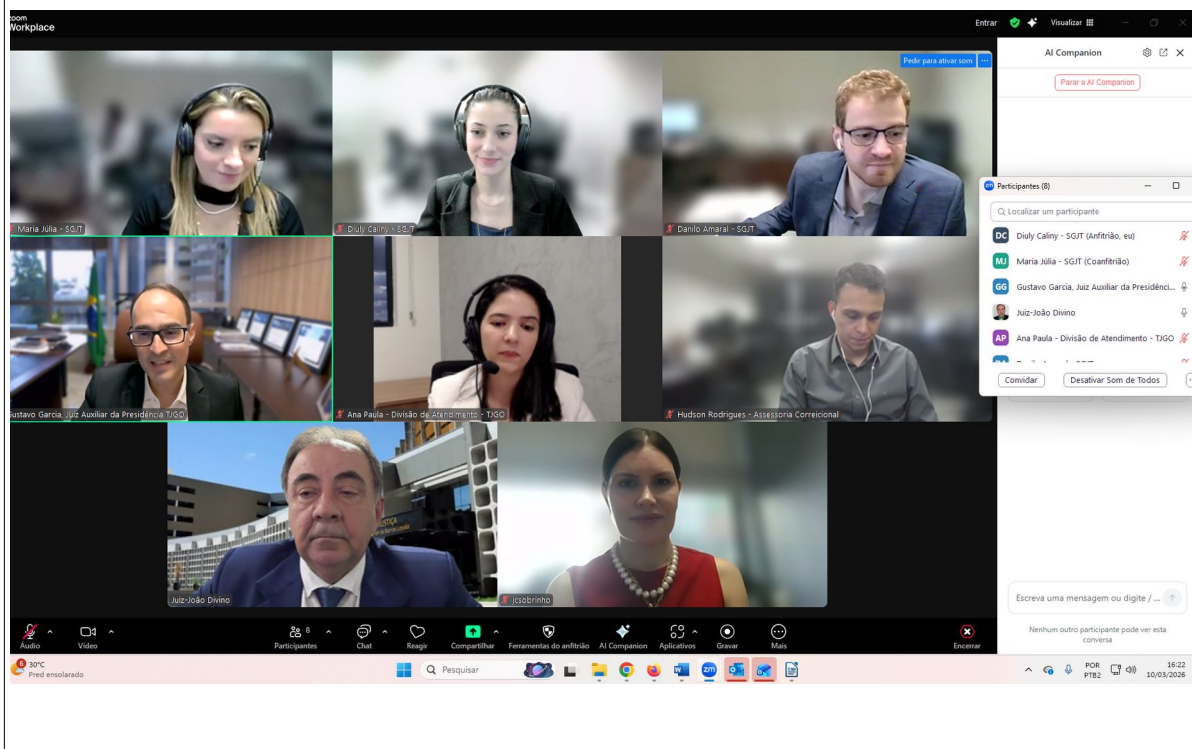 zoom
Workplace
Entrar
Visualizar
AI Companion
Parar o AI Companion
Pedir para ativar som
Maria Júlia - SGJT
Diuly Caliny - SGJT
Danilo Amaral - SGJT
Participantes (8)
Localizar um participante
DC Diuly Caliny - SGJT (Anfitrião, eu)
MJ Maria Júlia - SGJT (Coanfitrião)
GG Gustavo Garcia, Juiz Auxiliar da Presidênci...
Juiz-João Divino
AP Ana Paula - Divisão de Atendimento - TJGO
Convidar
Desativar Som de Todos
Gustavo Garcia, Juiz Auxiliar da Presidência TJGO
Ana Paula - Divisão de Atendimento - TJGO
Hudson Rodrigues - Assessoria Correicional
Juiz-João Divino
jcsobrinho
Escreva uma mensagem ou digite / ...
Nenhum outro participante pode ver esta
conversa
Áudio
Vídeo
8
Participantes
Chat
Reagir
Compartilhar
Ferramentas do anfitrião
AI Companion
Aplicativos
Gravar
Mais
Encerrar
6
30°C
Pred ensolarado
Pesquisar
POR
PTB2
16:22
10/03/2026